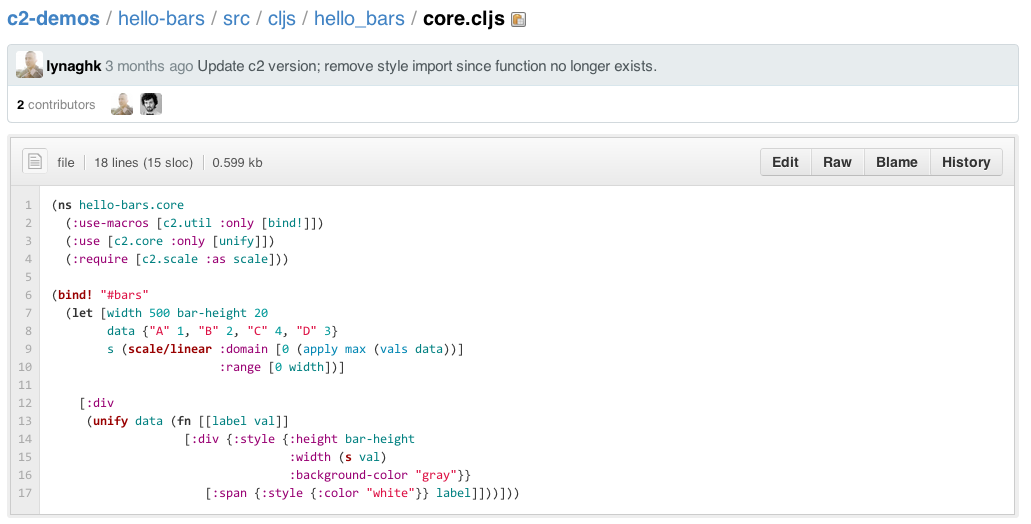 c2-demos / hello-bars / src / cljs / hello_bars / core.cljs
lynaghk 3 months ago Update c2 version; remove style import since function no longer exists.
2 contributors
file 18 lines (15 sloc) 0.599 kb Edit Raw Blame History
1 (ns hello-bars.core
2   (:use-macros [c2.util :only [bind!]])
3   (:use [c2.core :only [unify]])
4   (:require [c2.scale :as scale]))
5
6 (bind! "#bars"
7   (let [width 500 bar-height 20
8         data {"A" 1, "B" 2, "C" 4, "D" 3}
9         s (scale/linear :domain [0 (apply max (vals data))]
10                         :range [0 width])]
11
12     [:div
13      (unify data (fn [[label val]]
14                    [:div {:style {:height bar-height
15                                   :width (s val)
16                                   :background-color "gray"}}
17                       [:span {:style {:color "white"}} label]]))]))